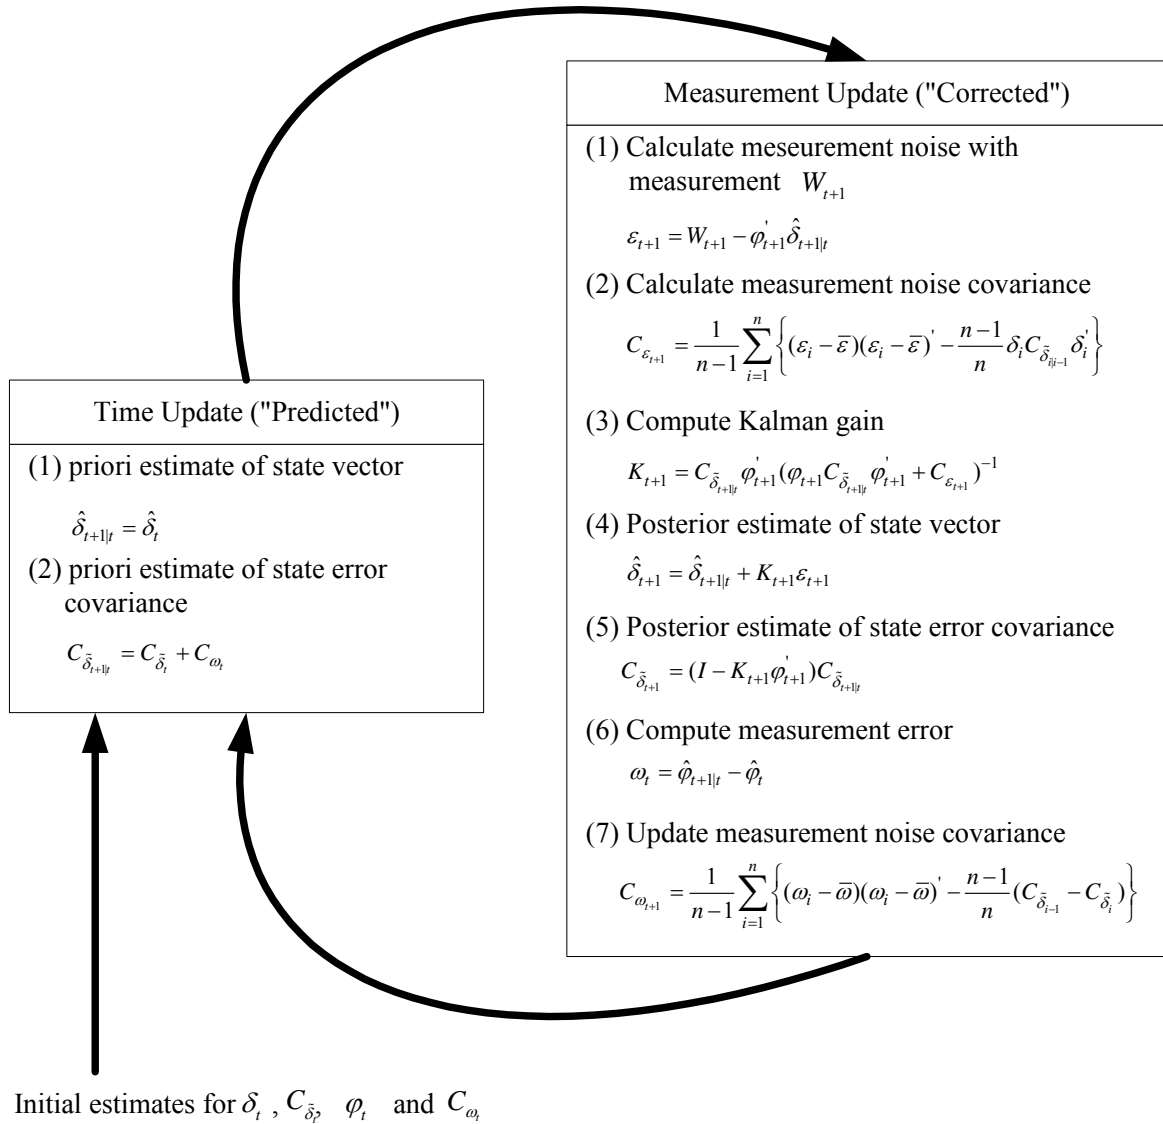 Measurement Update ("Corrected")
(1) Calculate meseurement noise with
measurement W_{t+1}
ε_{t+1} = W_{t+1} − φ'_{t+1} δ̂_{t+1|t}
(2) Calculate measurement noise covariance
C_{ε_{t+1}} = \frac{1}{n−1} \sum_{i=1}^{n} { (ε_i − ε̄)(ε_i − ε̄)' − \frac{n−1}{n} δ_i C_{δ̃_{i|i−1}} δ_i' }
(3) Compute Kalman gain
K_{t+1} = C_{δ̃_{t+1|t}} φ'_{t+1} (φ_{t+1} C_{δ̃_{t+1|t}} φ'_{t+1} + C_{ε_{t+1}})^{−1}
(4) Posterior estimate of state vector
δ̂_{t+1} = δ̂_{t+1|t} + K_{t+1} ε_{t+1}
(5) Posterior estimate of state error covariance
C_{δ̃_{t+1}} = (I − K_{t+1} φ'_{t+1}) C_{δ̃_{t+1|t}}
(6) Compute measurement error
ω_t = φ̂_{t+1|t} − φ̂_t
(7) Update measurement noise covariance
C_{ω_{t+1}} = \frac{1}{n−1} \sum_{i=1}^{n} { (ω_i − ω̄)(ω_i − ω̄)' − \frac{n−1}{n} (C_{δ̃_{i−1}} − C_{δ̃_i}) }
Time Update ("Predicted")
(1) priori estimate of state vector
δ̂_{t+1|t} = δ̂_t
(2) priori estimate of state error
covariance
C_{δ̃_{t+1|t}} = C_{δ̃_t} + C_{ω_t}
Initial estimates for δ_t , C_{δ̃_t}, φ_t and C_{ω_t}